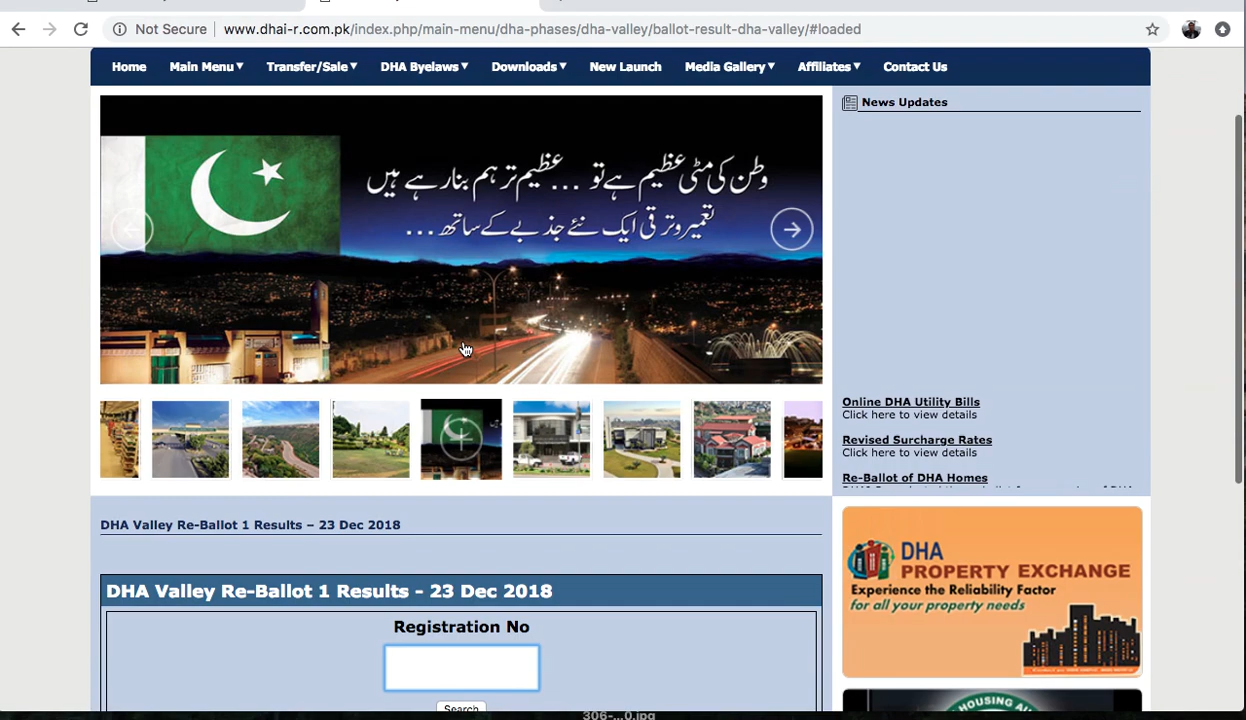 Not Secure
www.dhai-r.com.pk/index.php/main-menu/dha-phases/dha-valley/ballot-result-dha-valley/#loaded
Home Main Menu▼ Transfer/Sale▼ DHA Byelaws▼ Downloads▼ New Launch Media Gallery▼ Affiliates▼ Contact Us
News Updates
وطن کی مٹی عظیم ہے تو ... عظیم تر ہم بنا رہے ہیں
تعمیر و ترقی ایک نئے جذبے کے ساتھ ...
Online DHA Utility Bills
Click here to view details
Revised Surcharge Rates
Click here to view details
Re-Ballot of DHA Homes
DHA Valley Re-Ballot 1 Results – 23 Dec 2018
DHA Valley Re-Ballot 1 Results - 23 Dec 2018
Registration No
Search
DHA
PROPERTY EXCHANGE
Experience the Reliability Factor
for all your property needs
HOUSING
306-...0.jpg